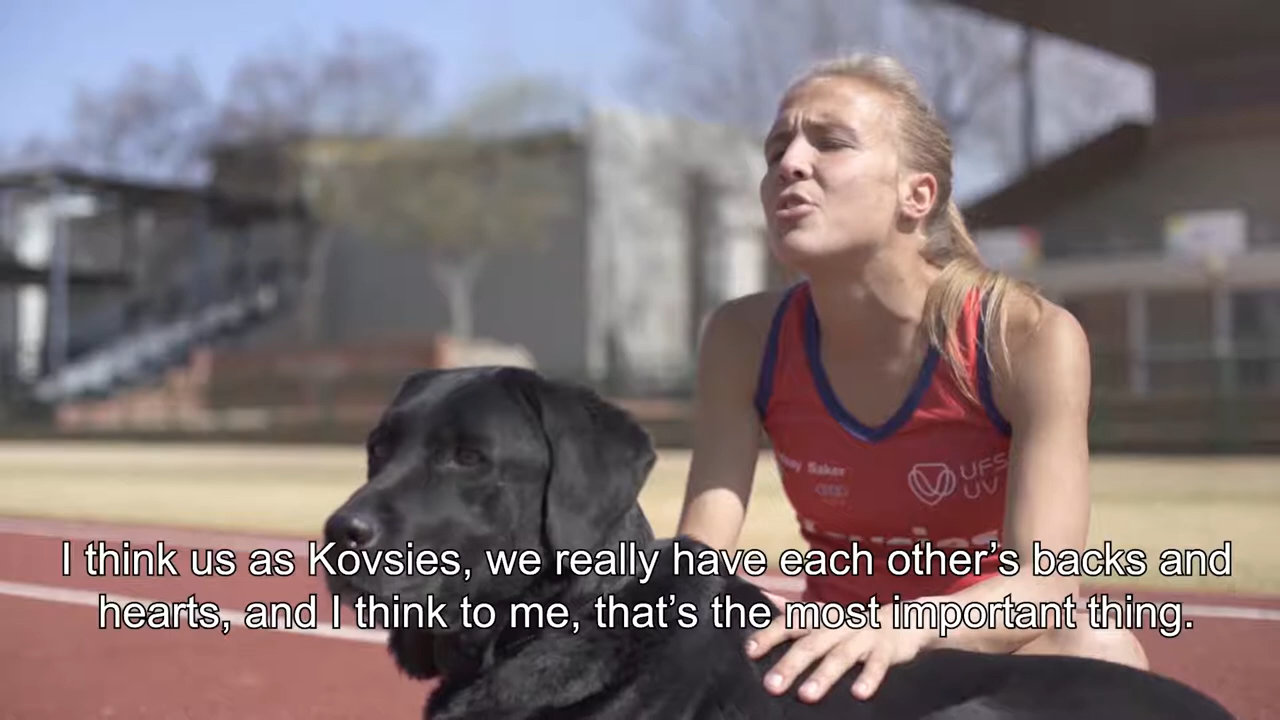 Baker
UFS
UV
I think us as Kovsies, we really have each other’s backs and
hearts, and I think to me, that’s the most important thing.